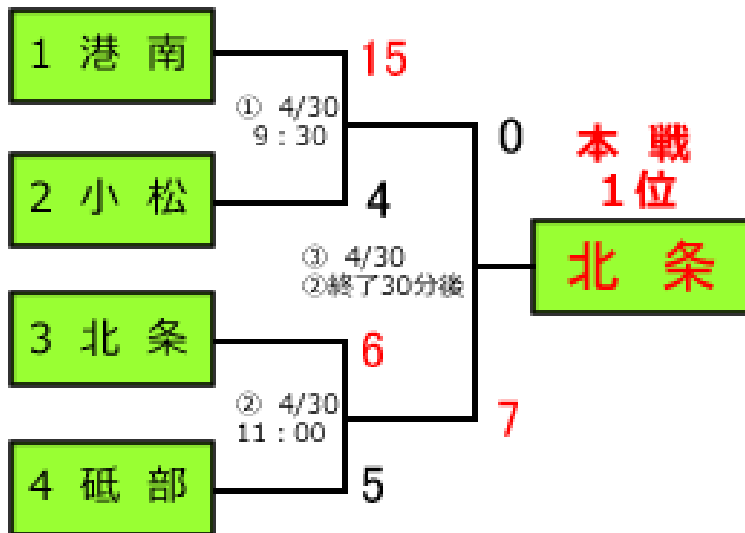 1 港 南
15
① 4/30
9：30
2 小 松
4
0
本 戦
1位
北 条
③ 4/30
②終了30分後
3 北 条
6
② 4/30
11：00
7
4 砥 部
5